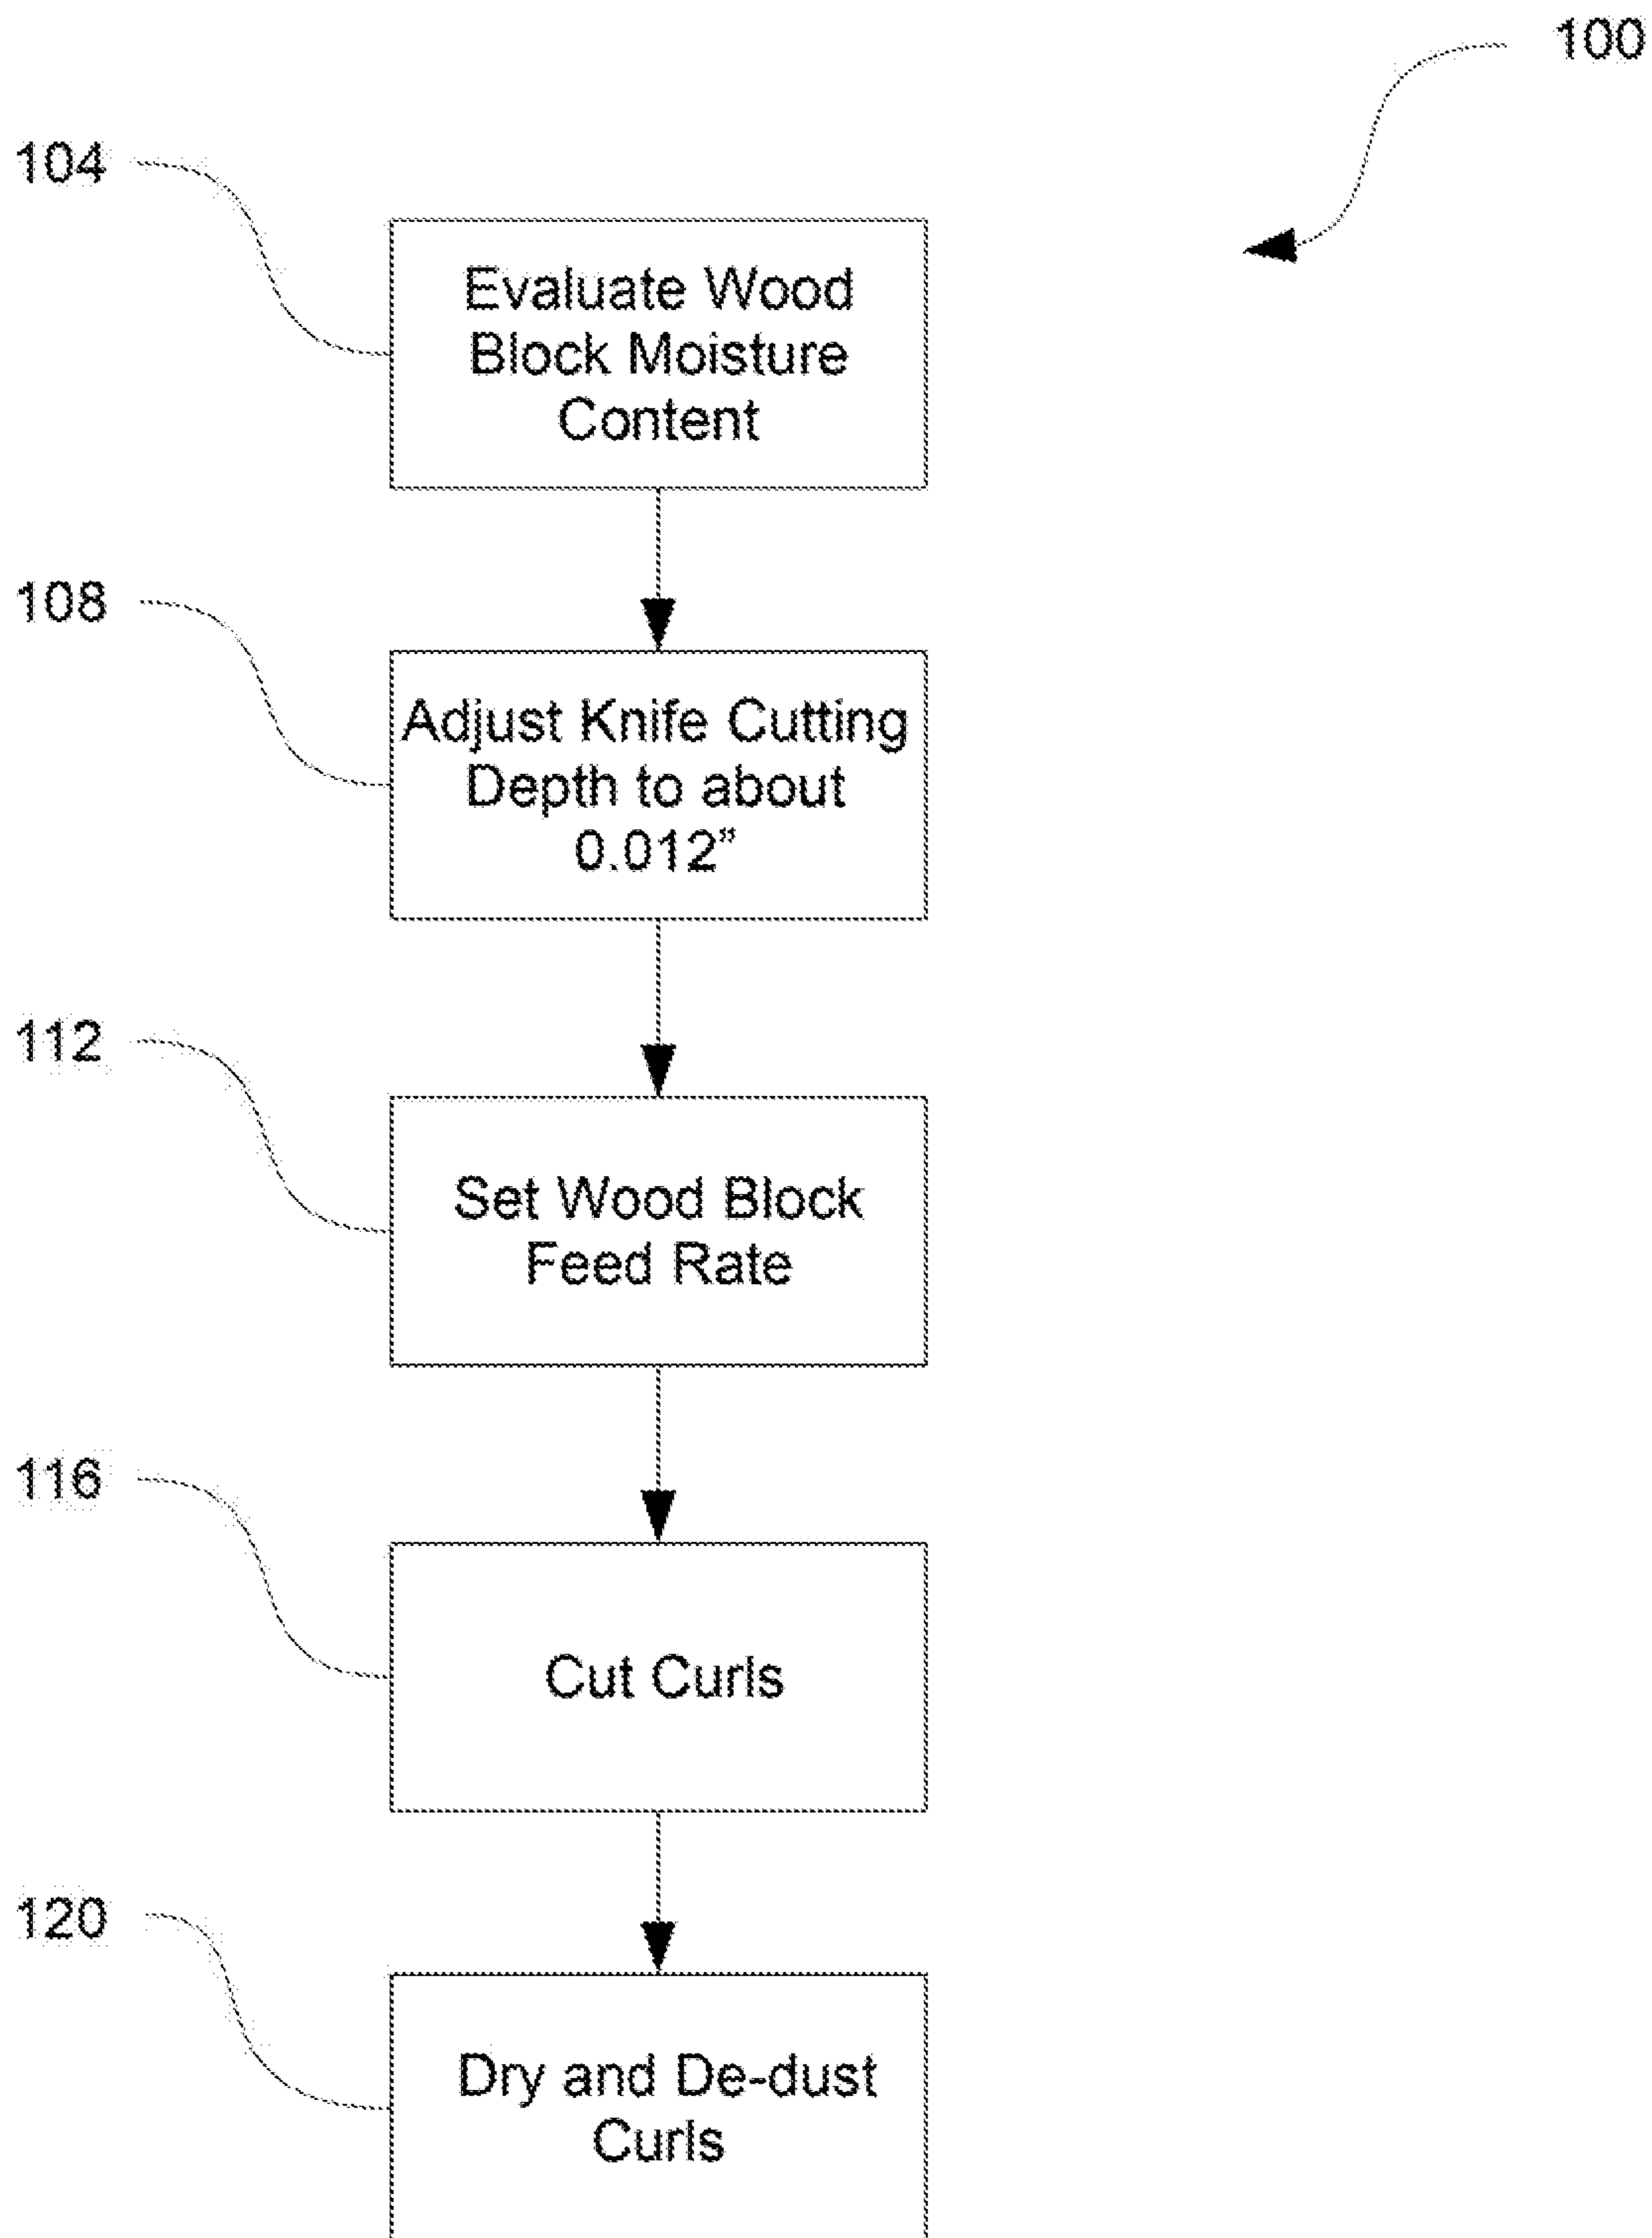 100
104
Evaluate Wood
Block Moisture
Content
108
Adjust Knife Cutting
Depth to about
0.012”
112
Set Wood Block
Feed Rate
116
Cut Curls
120
Dry and De-dust
Curls